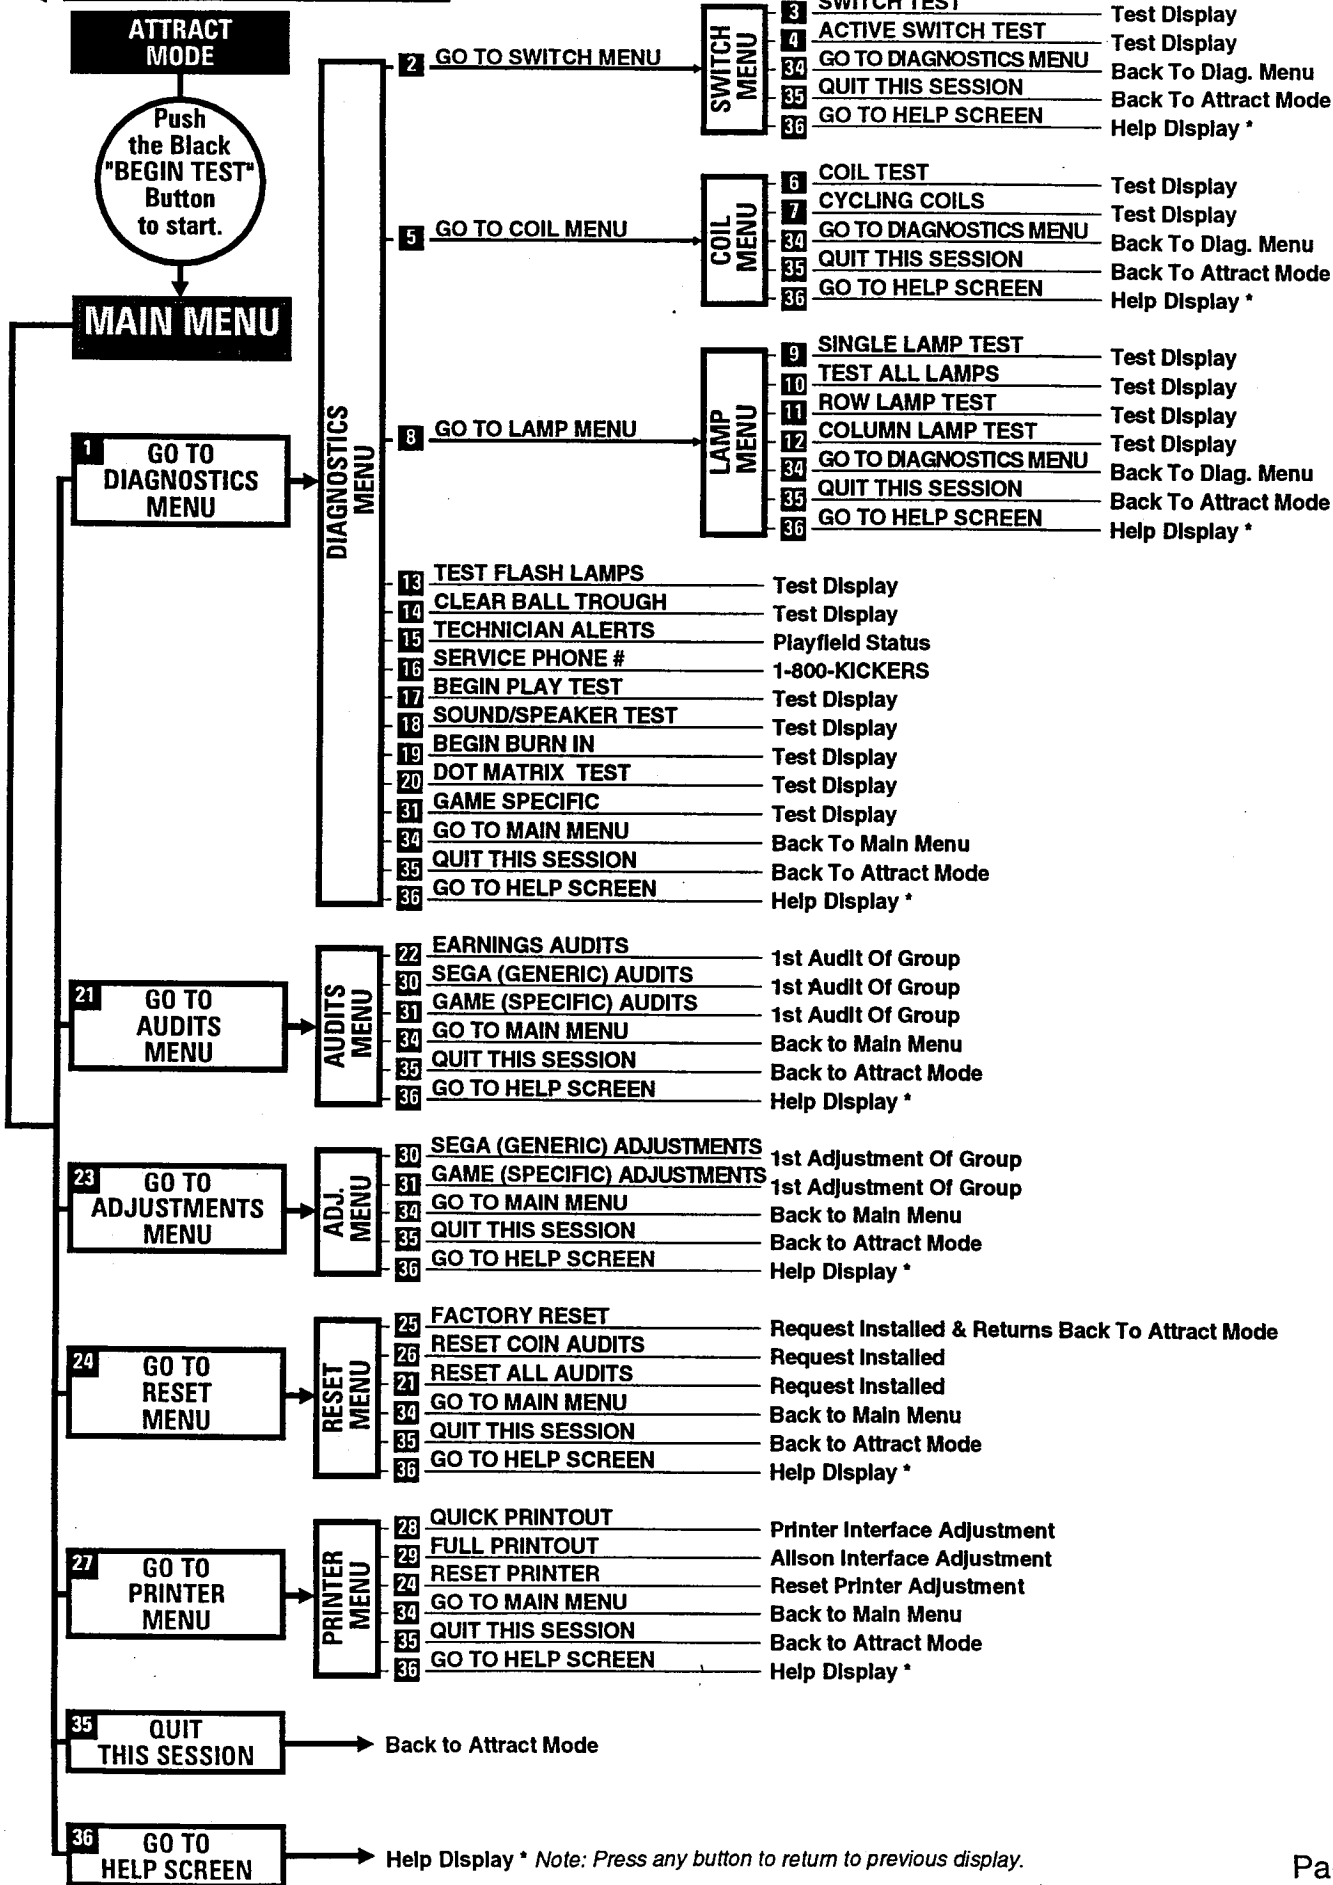 ATTRACT
MODE
Push
the Black
"BEGIN TEST"
Button
to start.
MAIN MENU
1 GO TO
DIAGNOSTICS
MENU
DIAGNOSTICS
MENU
2 GO TO SWITCH MENU
SWITCH
MENU
3 SWITCH TEST Test Display
4 ACTIVE SWITCH TEST Test Display
34 GO TO DIAGNOSTICS MENU Back To Diag. Menu
35 QUIT THIS SESSION Back To Attract Mode
36 GO TO HELP SCREEN Help Display *
5 GO TO COIL MENU
COIL
MENU
6 COIL TEST Test Display
7 CYCLING COILS Test Display
34 GO TO DIAGNOSTICS MENU Back To Diag. Menu
35 QUIT THIS SESSION Back To Attract Mode
36 GO TO HELP SCREEN Help Display *
8 GO TO LAMP MENU
LAMP
MENU
9 SINGLE LAMP TEST Test Display
10 TEST ALL LAMPS Test Display
11 ROW LAMP TEST Test Display
12 COLUMN LAMP TEST Test Display
34 GO TO DIAGNOSTICS MENU Back To Diag. Menu
35 QUIT THIS SESSION Back To Attract Mode
36 GO TO HELP SCREEN Help Display *
13 TEST FLASH LAMPS Test Display
14 CLEAR BALL TROUGH Test Display
15 TECHNICIAN ALERTS Playfield Status
16 SERVICE PHONE # 1-800-KICKERS
17 BEGIN PLAY TEST Test Display
18 SOUND/SPEAKER TEST Test Display
19 BEGIN BURN IN Test Display
20 DOT MATRIX TEST Test Display
31 GAME SPECIFIC Test Display
34 GO TO MAIN MENU Back To Main Menu
35 QUIT THIS SESSION Back To Attract Mode
36 GO TO HELP SCREEN Help Display *
21 GO TO
AUDITS
MENU
AUDITS
MENU
22 EARNINGS AUDITS 1st Audit Of Group
30 SEGA (GENERIC) AUDITS 1st Audit Of Group
31 GAME (SPECIFIC) AUDITS 1st Audit Of Group
34 GO TO MAIN MENU Back to Main Menu
35 QUIT THIS SESSION Back to Attract Mode
36 GO TO HELP SCREEN Help Display *
23 GO TO
ADJUSTMENTS
MENU
ADJ.
MENU
30 SEGA (GENERIC) ADJUSTMENTS 1st Adjustment Of Group
31 GAME (SPECIFIC) ADJUSTMENTS 1st Adjustment Of Group
34 GO TO MAIN MENU Back to Main Menu
35 QUIT THIS SESSION Back to Attract Mode
36 GO TO HELP SCREEN Help Display *
24 GO TO
RESET
MENU
RESET
MENU
25 FACTORY RESET Request Installed & Returns Back To Attract Mode
26 RESET COIN AUDITS Request Installed
21 RESET ALL AUDITS Request Installed
34 GO TO MAIN MENU Back to Main Menu
35 QUIT THIS SESSION Back to Attract Mode
36 GO TO HELP SCREEN Help Display *
27 GO TO
PRINTER
MENU
PRINTER
MENU
28 QUICK PRINTOUT Printer Interface Adjustment
29 FULL PRINTOUT Allson Interface Adjustment
24 RESET PRINTER Reset Printer Adjustment
34 GO TO MAIN MENU Back to Main Menu
35 QUIT THIS SESSION Back to Attract Mode
36 GO TO HELP SCREEN Help Display *
35 QUIT
THIS SESSION
Back to Attract Mode
36 GO TO
HELP SCREEN
Help Display * Note: Press any button to return to previous display.
Pa